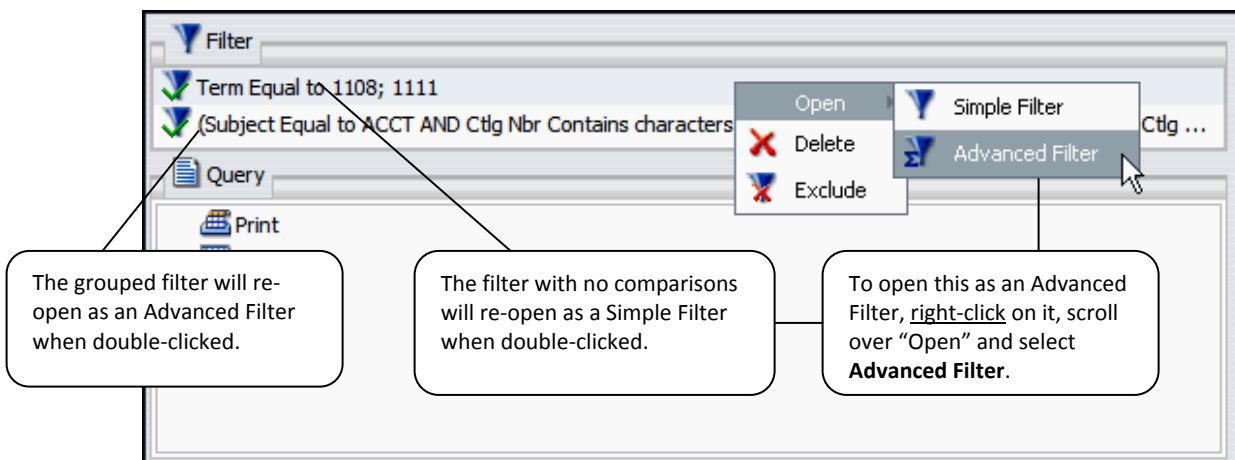 Filter
Term Equal to 1108; 1111
(Subject Equal to ACCT AND Ctlg Nbr Contains characters
Ctlg ...
Open
Delete
Exclude
Simple Filter
Advanced Filter
Query
Print
The grouped filter will re-
open as an Advanced Filter
when double-clicked.
The filter with no comparisons
will re-open as a Simple Filter
when double-clicked.
To open this as an Advanced
Filter, right-click on it, scroll
over “Open” and select
Advanced Filter.